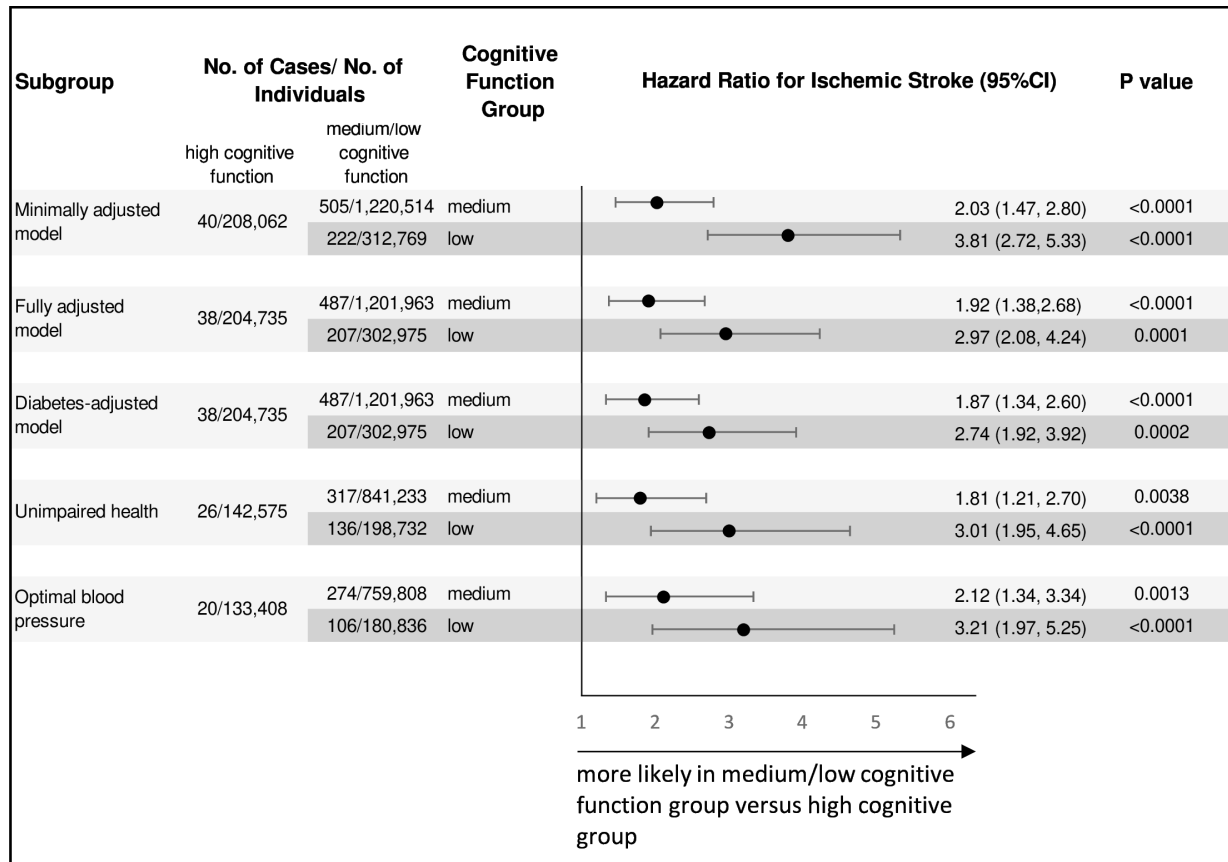 Subgroup
No. of Cases/ No. of
Individuals
Cognitive
Function
Group
Hazard Ratio for Ischemic Stroke (95%CI)
P value
high cognitive
function
medium/low
cognitive
function
Minimally adjusted
model
40/208,062
505/1,220,514 medium 2.03 (1.47, 2.80) <0.0001
222/312,769 low 3.81 (2.72, 5.33) <0.0001
Fully adjusted
model
38/204,735
487/1,201,963 medium 1.92 (1.38,2.68) <0.0001
207/302,975 low 2.97 (2.08, 4.24) 0.0001
Diabetes-adjusted
model
38/204,735
487/1,201,963 medium 1.87 (1.34, 2.60) <0.0001
207/302,975 low 2.74 (1.92, 3.92) 0.0002
Unimpaired health
26/142,575
317/841,233 medium 1.81 (1.21, 2.70) 0.0038
136/198,732 low 3.01 (1.95, 4.65) <0.0001
Optimal blood
pressure
20/133,408
274/759,808 medium 2.12 (1.34, 3.34) 0.0013
106/180,836 low 3.21 (1.97, 5.25) <0.0001
1 2 3 4 5 6
more likely in medium/low cognitive
function group versus high cognitive
group